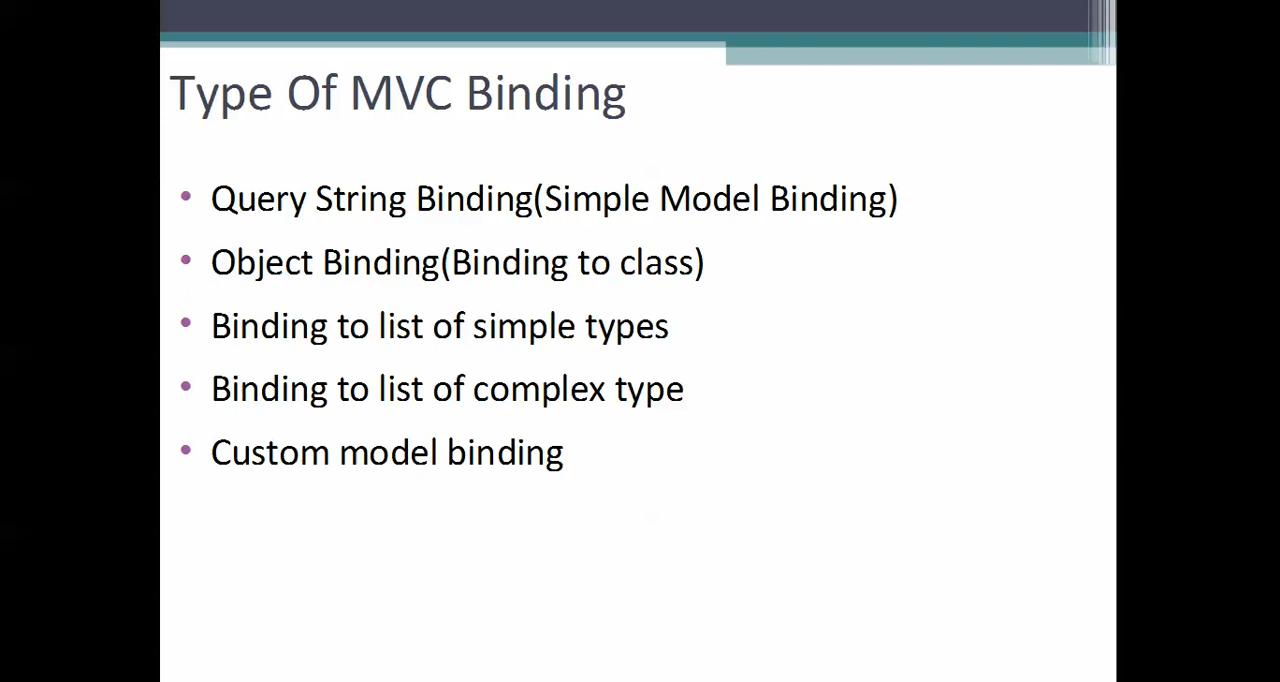 Type Of MVC Binding
• Query String Binding(Simple Model Binding)
• Object Binding(Binding to class)
• Binding to list of simple types
• Binding to list of complex type
• Custom model binding